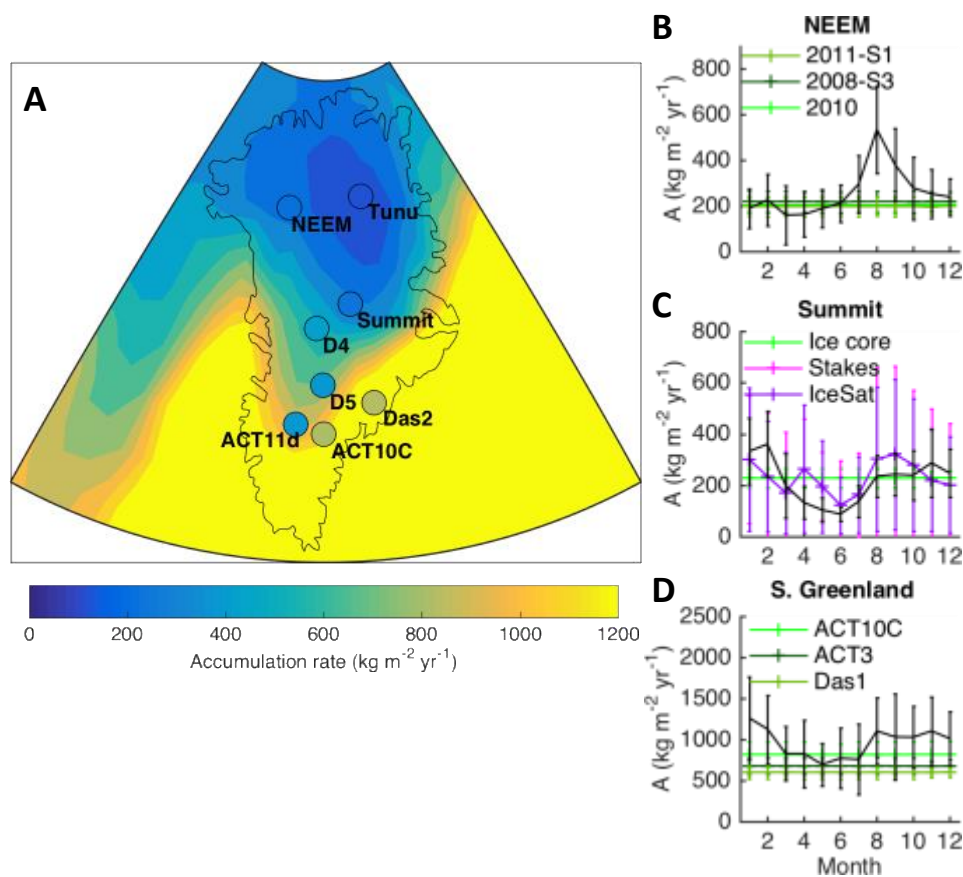 A
NEEM
Tunu
Summit
D4
D5
Das2
ACT11d
ACT10C
0 200 400 600 800 1000 1200
Accumulation rate (kg m⁻² yr⁻¹)
B
NEEM
2011-S1
2008-S3
2010
A (kg m⁻² yr⁻¹)
800
600
400
200
0
2 4 6 8 10 12
C
Summit
Ice core
Stakes
IceSat
A (kg m⁻² yr⁻¹)
800
600
400
200
0
2 4 6 8 10 12
D
S. Greenland
ACT10C
ACT3
Das1
A (kg m⁻² yr⁻¹)
2500
2000
1500
1000
500
0
2 4 6 8 10 12
Month